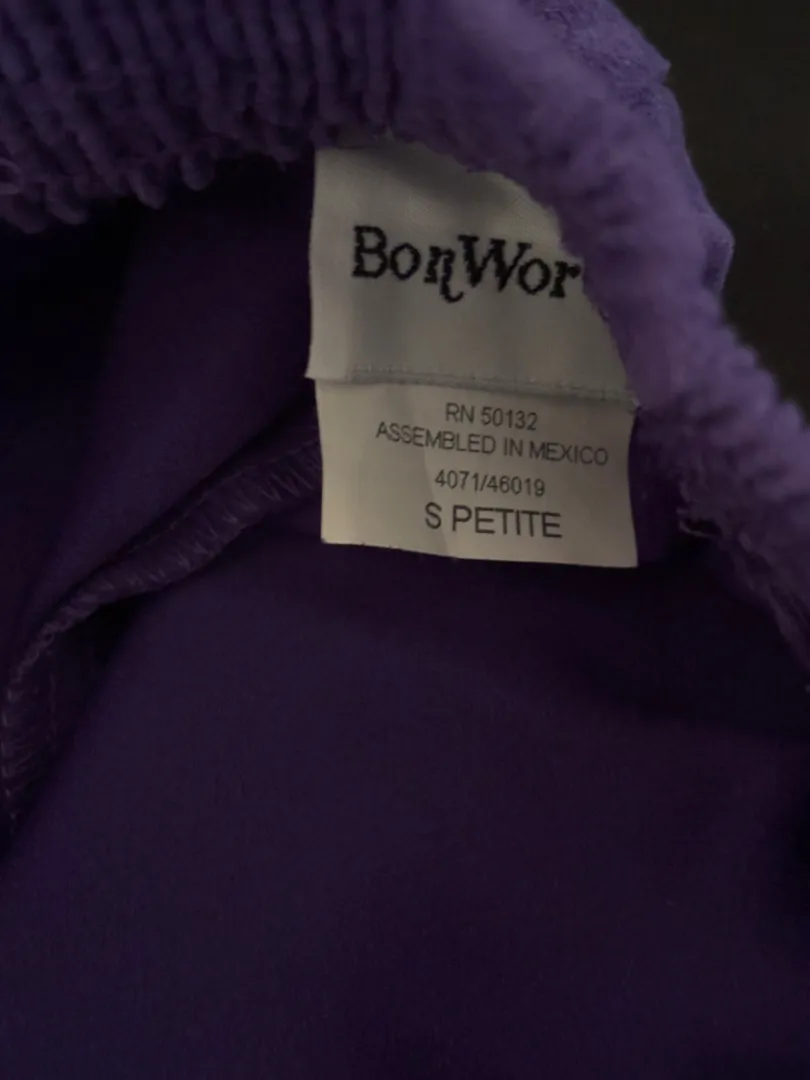 BonWor
RN 50132
ASSEMBLED IN MEXICO
4071/46019
S PETITE